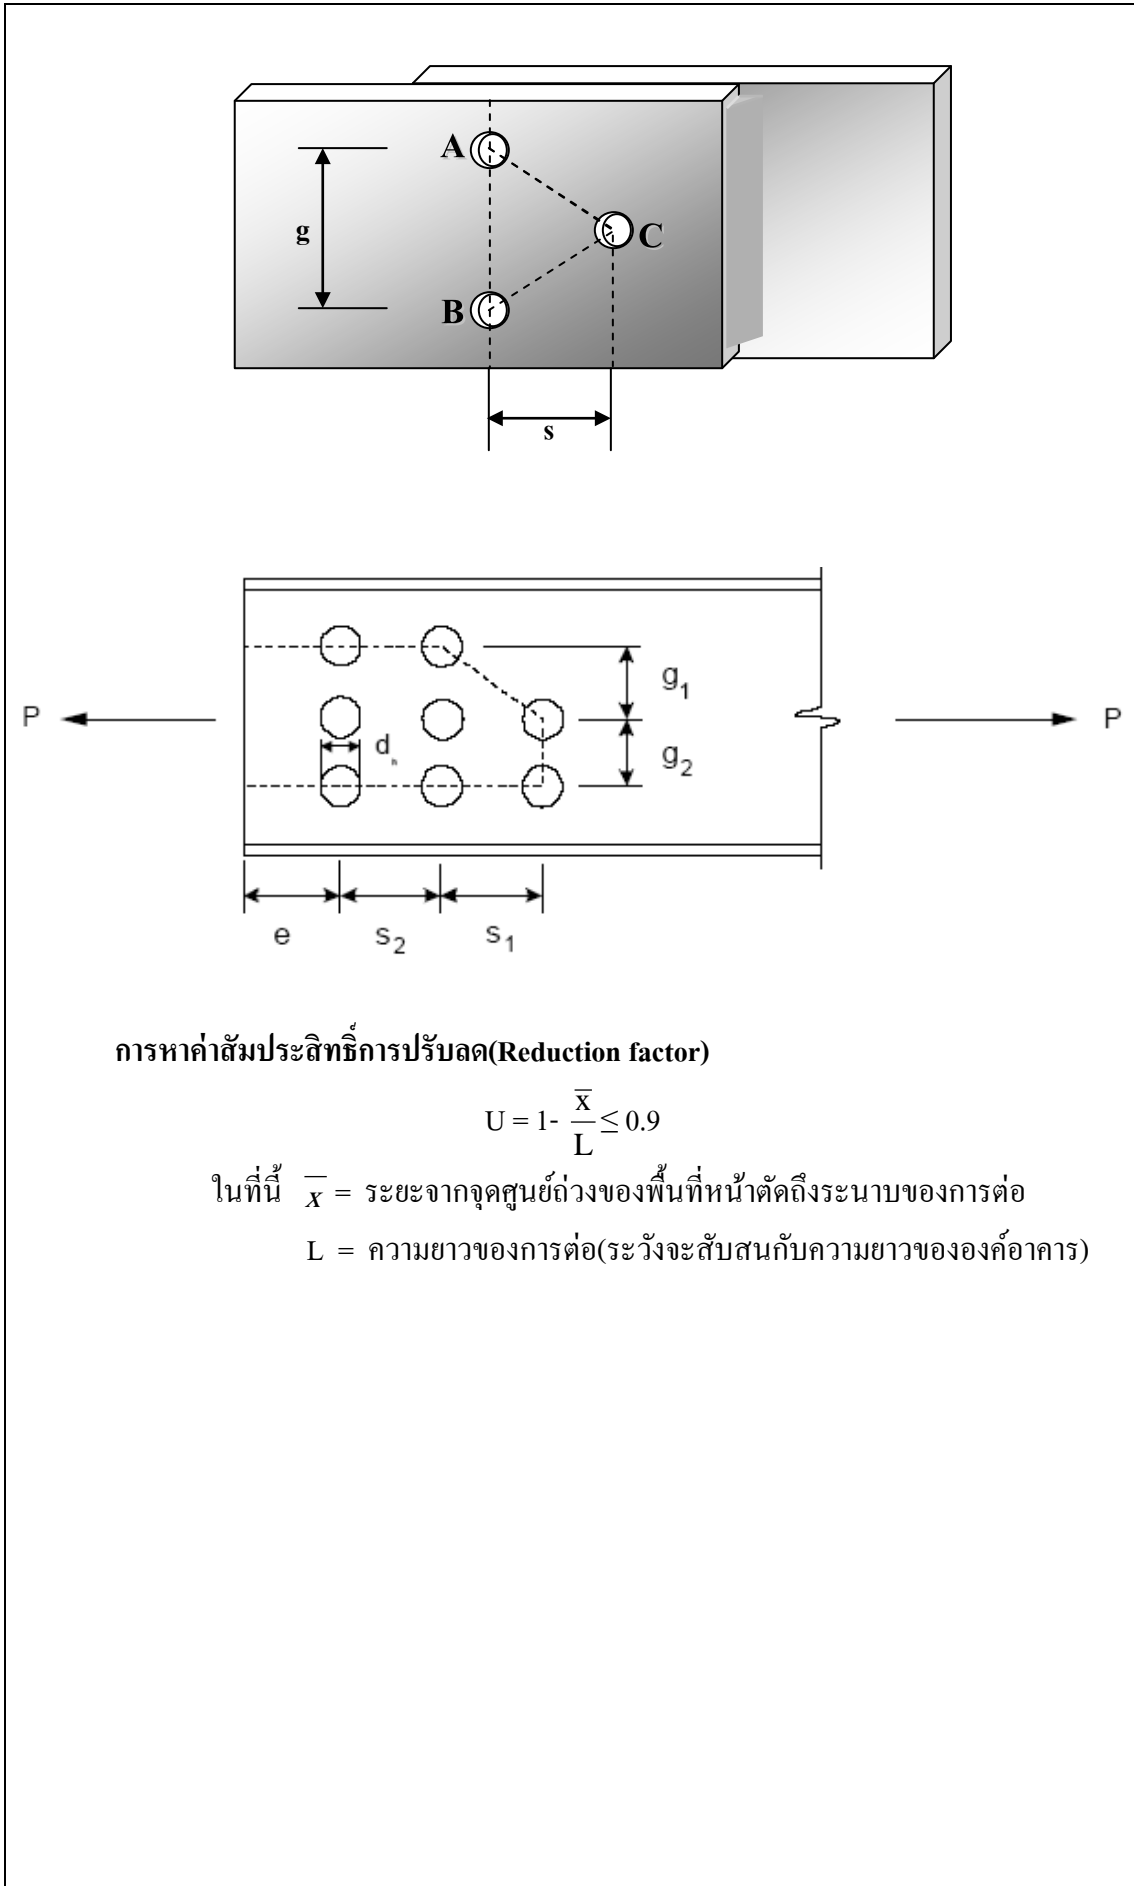 A
g
C
B
s
g1
P
P
dh
g2
e
s2
s1
การหาค่าสัมประสิทธิ์การปรับลด(Reduction factor)
U = 1- x̄/L ≤ 0.9
ในที่นี้ x̄ = ระยะจากจุดศูนย์ถ่วงของพื้นที่หน้าตัดถึงระนาบของการต่อ
L = ความยาวของการต่อ(ระวังจะสับสนกับความยาวขององค์อาคาร)